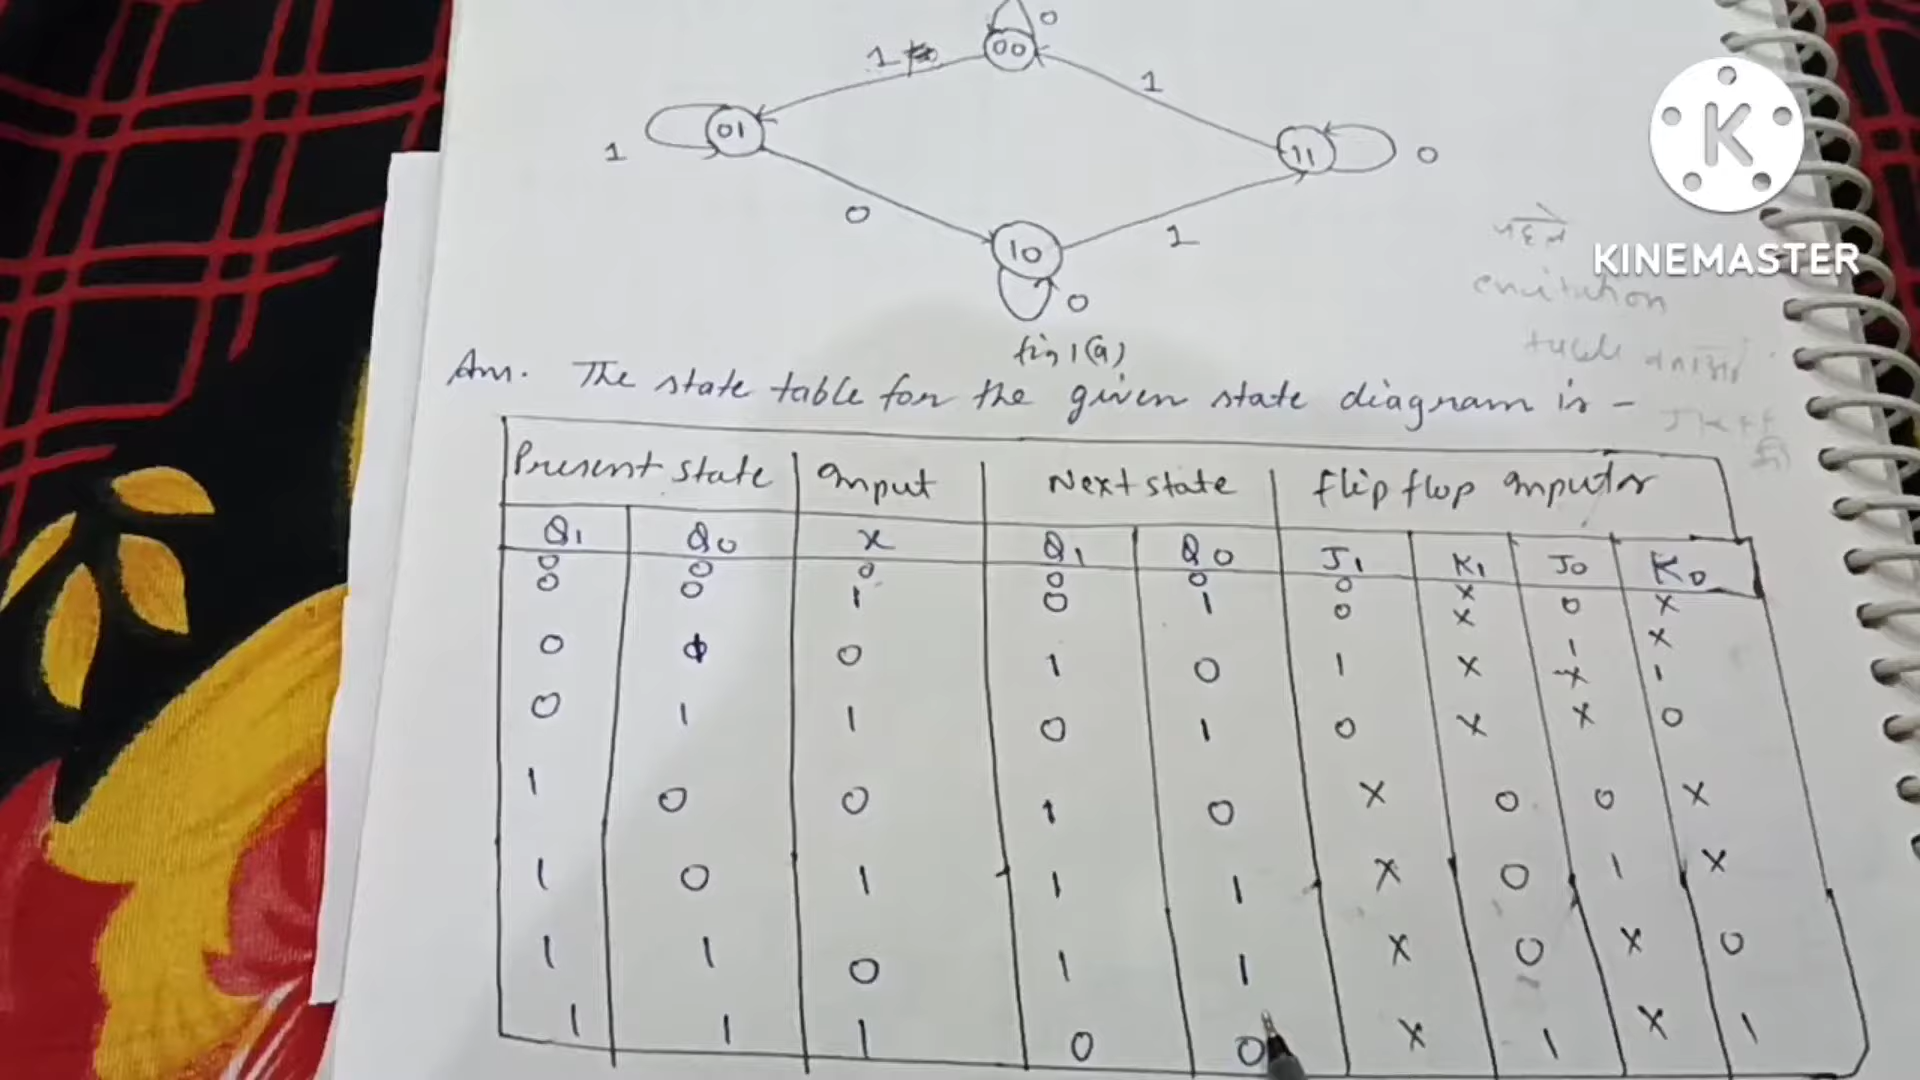 0
00
1
1
01
1
11
0
0
10
1
0
KINEMASTER
fig 1(a)
Ans. The state table for the given state diagram is -
Present state Input Next state flip flop inputs
Q1 Q0 x Q1 Q0 J1 K1 J0 K0
0 0 0 0 0 0 x 0 x
0 0 1 0 1 0 x 1 x
0 1 0 1 0 1 x x 1
0 1 1 0 1 0 x x 0
1 0 0 1 0 x 0 0 x
1 0 1 1 1 x 0 1 x
1 1 0 1 1 x 0 x 0
1 1 1 0 0 x 1 x 1